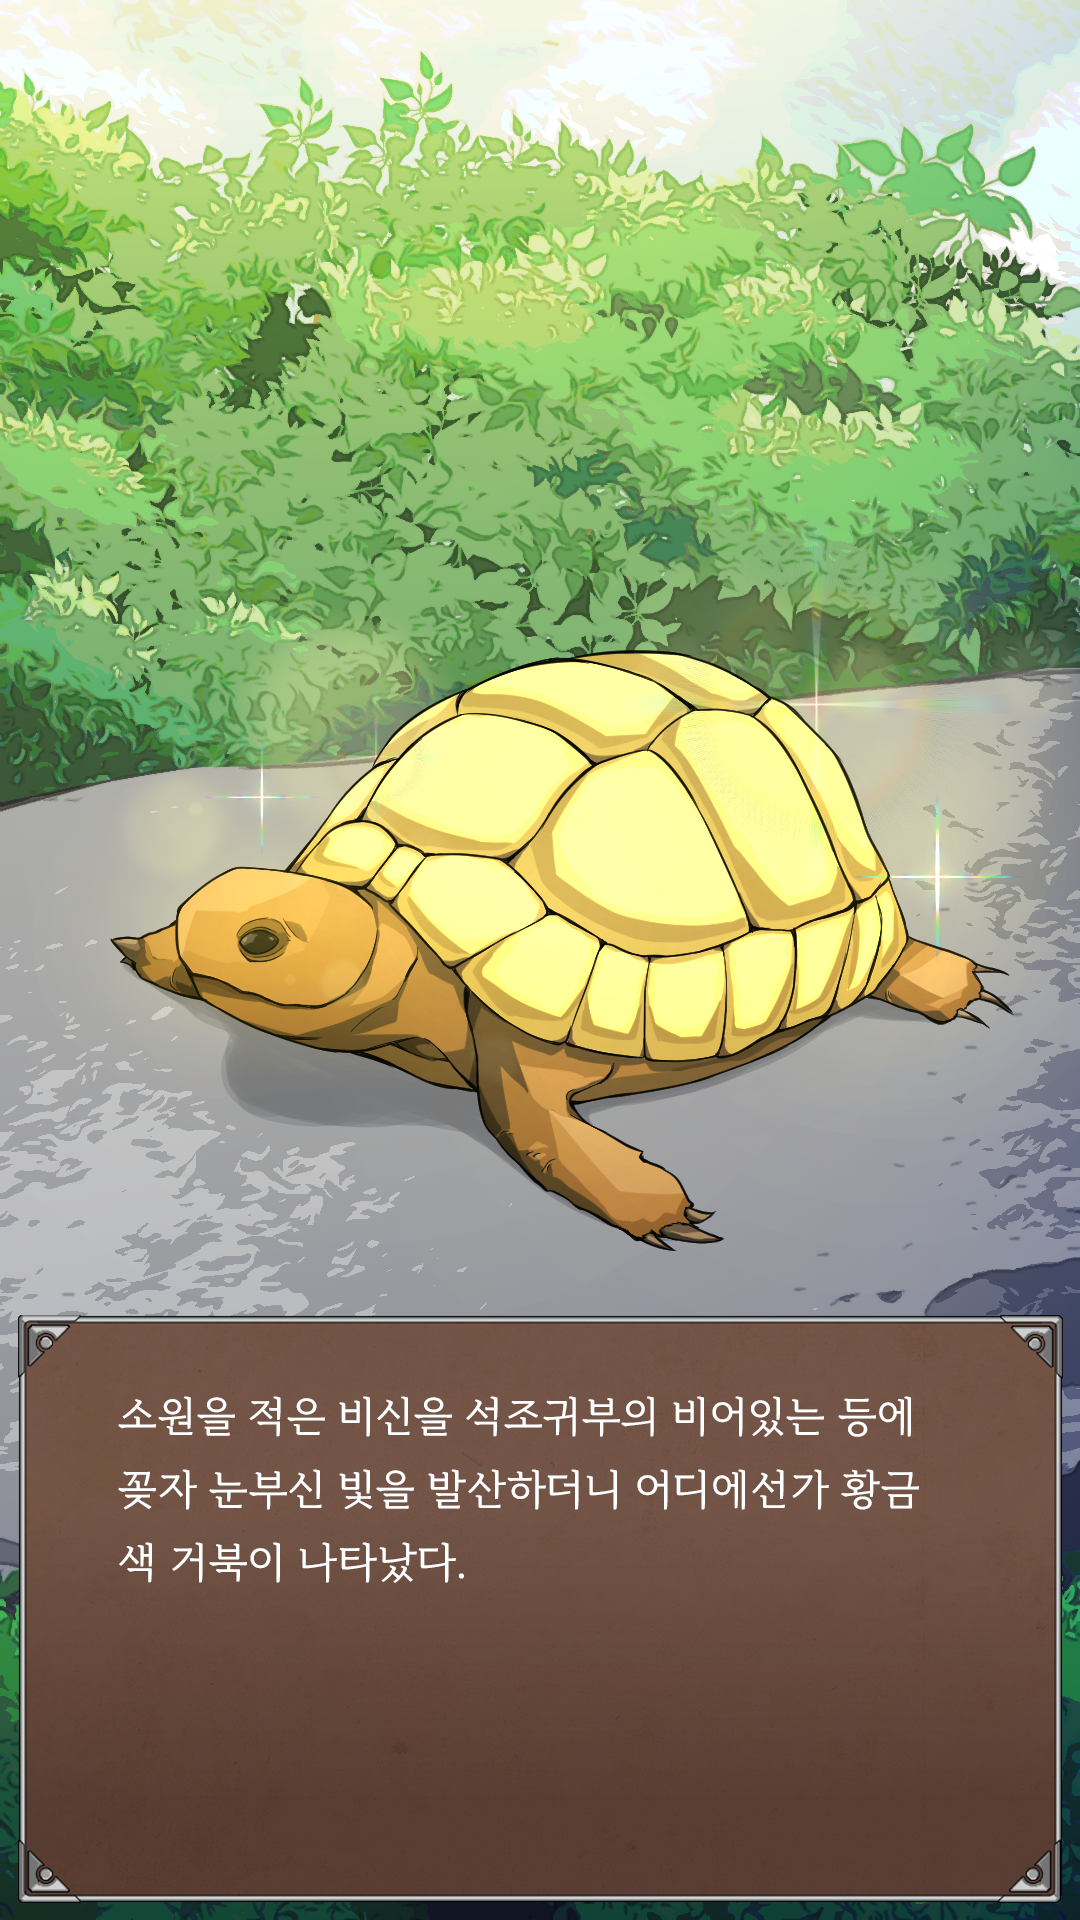 소원을 적은 비신을 석조귀부의 비어있는 등에
꽂자 눈부신 빛을 발산하더니 어디에선가 황금
색 거북이 나타났다.